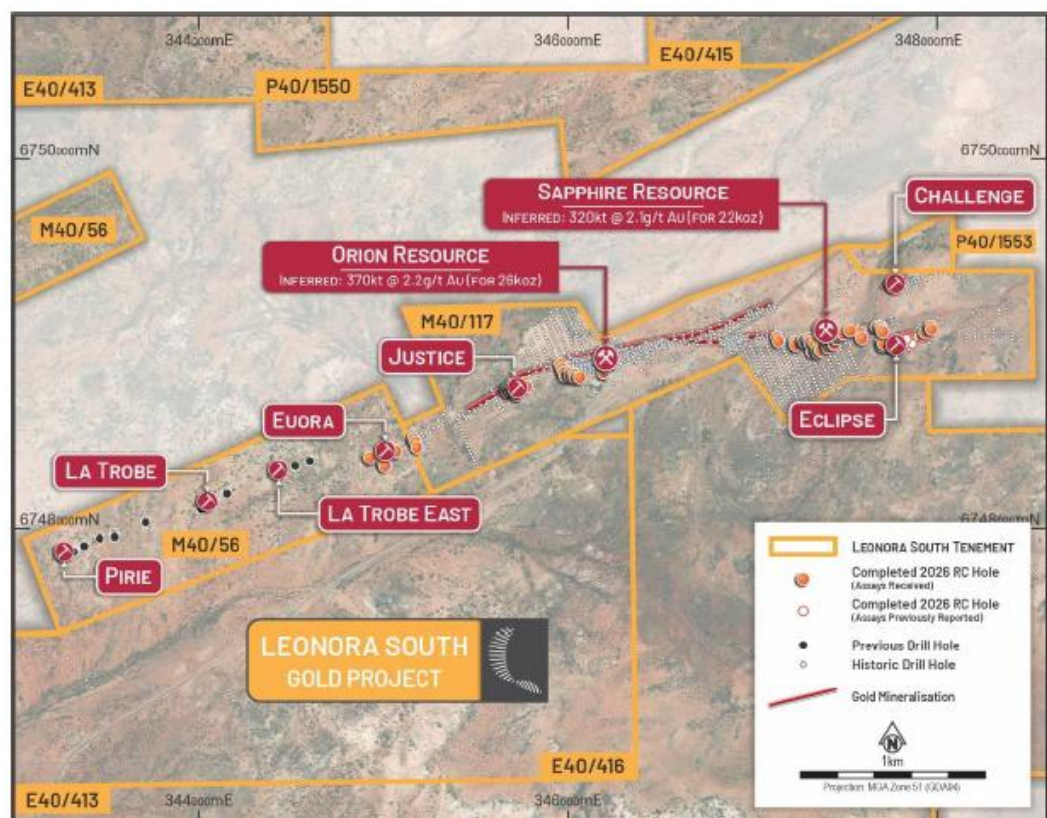 344000mE
346000mE
348000mE
E40/413
P40/1550
E40/415
6750000mN
6750000mN
M40/56
SAPPHIRE RESOURCE
INFERRED: 320kt @ 2.1g/t Au (FOR 22koz)
CHALLENGE
P40/1553
ORION RESOURCE
INFERRED: 370kt @ 2.2g/t Au (FOR 26koz)
M40/117
JUSTICE
EUORA
ECLIPSE
LA TROBE
LA TROBE EAST
6748000mN
6748000mN
M40/56
PIRIE
LEONORA SOUTH
GOLD PROJECT
LEONORA SOUTH TENEMENT
Completed 2026 RC Hole
(Assays Received)
Completed 2026 RC Hole
(Assays Previously Reported)
Previous Drill Hole
Historic Drill Hole
Gold Mineralisation
N
1km
Projection: MGA Zone 51 (GDA94)
E40/416
E40/413
344000mE
346000mE